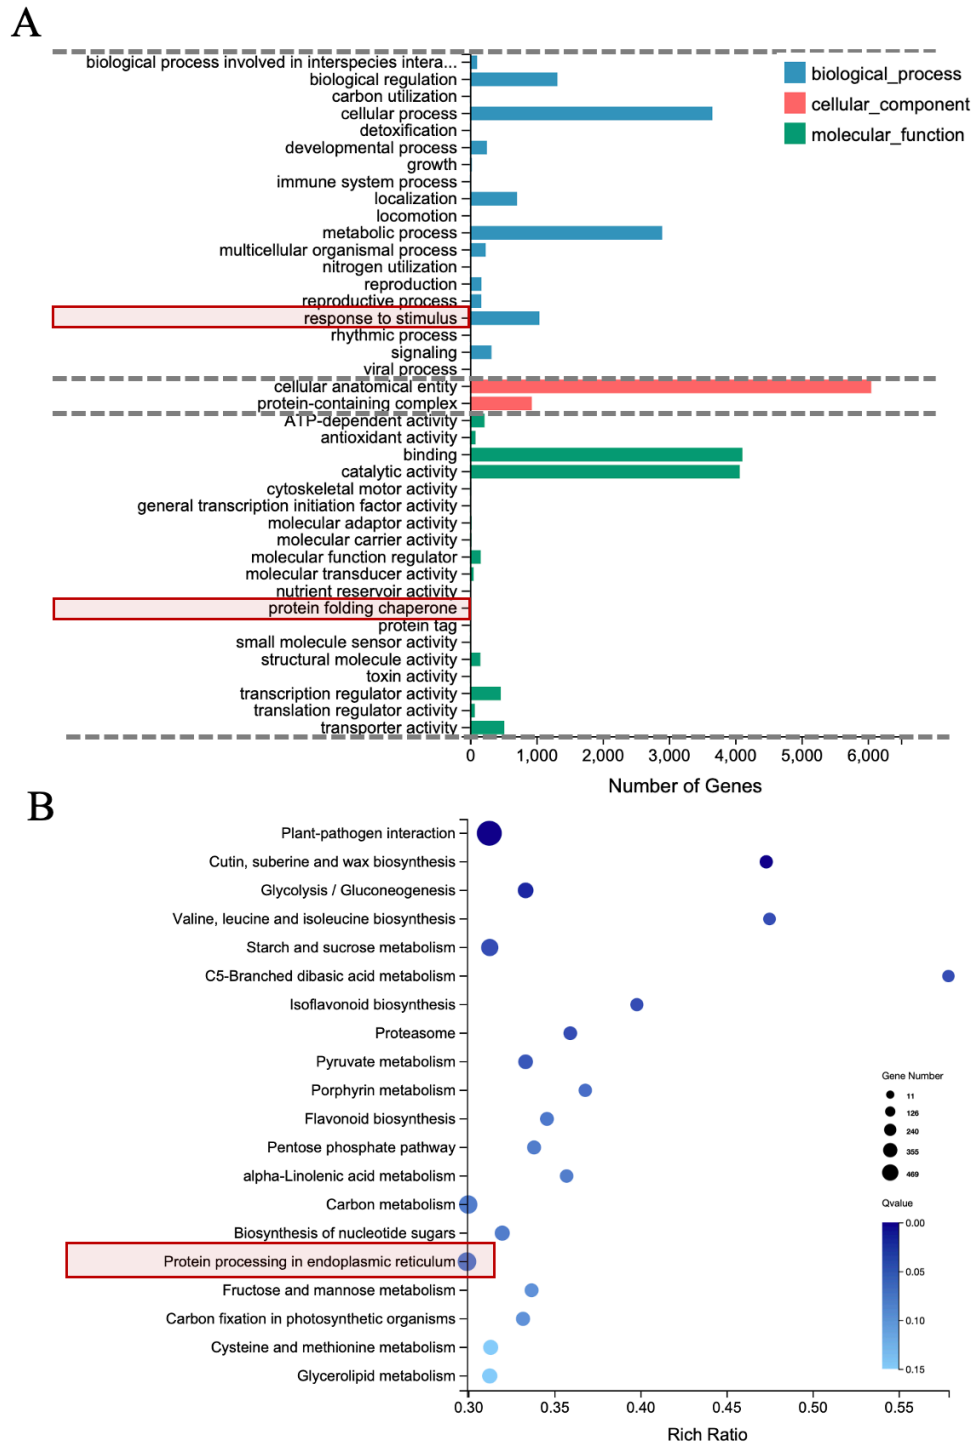 A
biological process involved in interspecies intera...
biological regulation
carbon utilization
cellular process
detoxification
developmental process
growth
immune system process
localization
locomotion
metabolic process
multicellular organismal process
nitrogen utilization
reproduction
reproductive process
response to stimulus
rhythmic process
signaling
viral process
cellular anatomical entity
protein-containing complex
ATP-dependent activity
antioxidant activity
binding
catalytic activity
cytoskeletal motor activity
general transcription initiation factor activity
molecular adaptor activity
molecular carrier activity
molecular function regulator
molecular transducer activity
nutrient reservoir activity
protein folding chaperone
protein tag
small molecule sensor activity
structural molecule activity
toxin activity
transcription regulator activity
translation regulator activity
transporter activity
biological_process
cellular_component
molecular_function
0 1,000 2,000 3,000 4,000 5,000 6,000
Number of Genes
B
Plant-pathogen interaction
Cutin, suberine and wax biosynthesis
Glycolysis / Gluconeogenesis
Valine, leucine and isoleucine biosynthesis
Starch and sucrose metabolism
C5-Branched dibasic acid metabolism
Isoflavonoid biosynthesis
Proteasome
Pyruvate metabolism
Porphyrin metabolism
Flavonoid biosynthesis
Pentose phosphate pathway
alpha-Linolenic acid metabolism
Carbon metabolism
Biosynthesis of nucleotide sugars
Protein processing in endoplasmic reticulum
Fructose and mannose metabolism
Carbon fixation in photosynthetic organisms
Cysteine and methionine metabolism
Glycerolipid metabolism
Gene Number
11
126
240
355
469
Qvalue
0.00
0.05
0.10
0.15
0.30 0.35 0.40 0.45 0.50 0.55
Rich Ratio